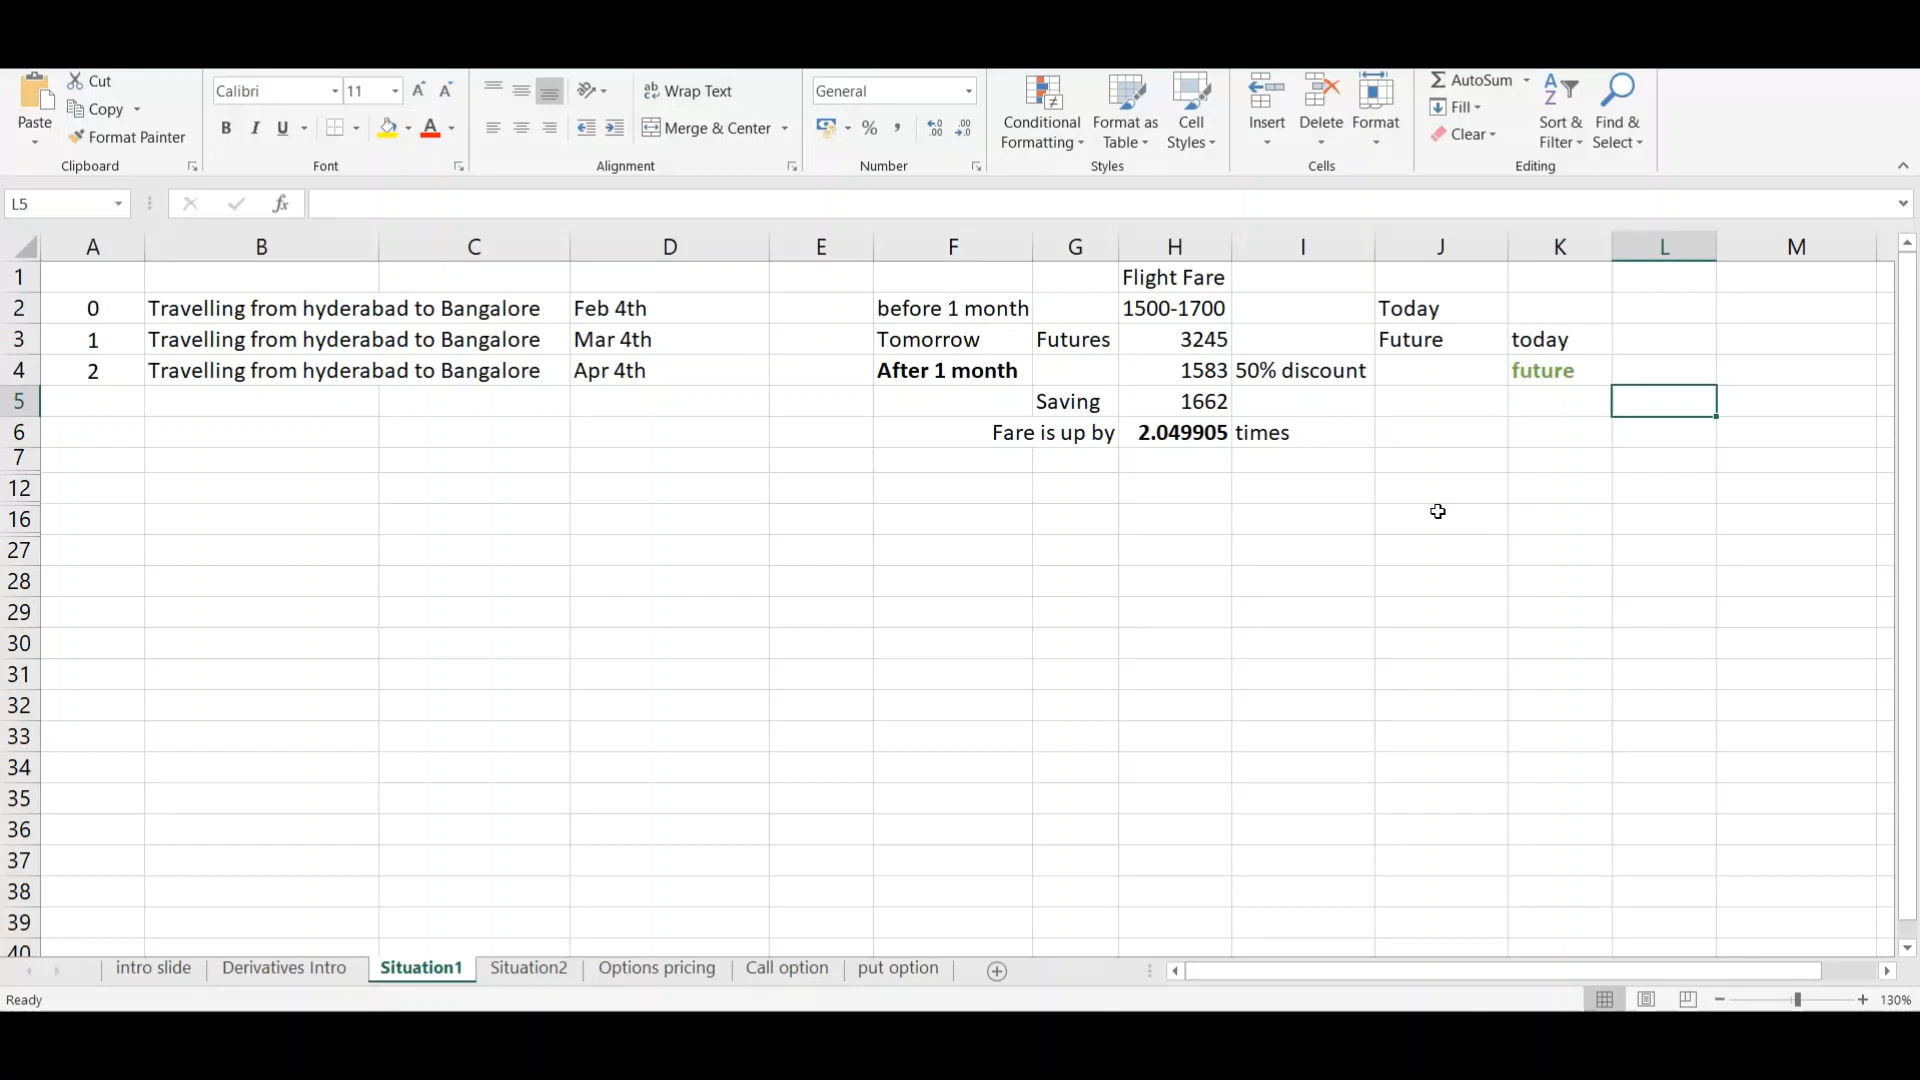 Paste
Cut
Copy
Format Painter
Clipboard
Calibri 11
B I U
Font
Wrap Text
Merge & Center
Alignment
General
%
Number
Conditional Formatting
Format as Table
Cell Styles
Styles
Insert
Delete
Format
Cells
AutoSum
Fill
Clear
Sort & Filter
Find & Select
Editing
L5 fx
A B C D E F G H I J K L M
1 Flight Fare
2 0 Travelling from hyderabad to Bangalore Feb 4th before 1 month 1500-1700 Today
3 1 Travelling from hyderabad to Bangalore Mar 4th Tomorrow Futures 3245 Future today
4 2 Travelling from hyderabad to Bangalore Apr 4th After 1 month 1583 50% discount future
5 Saving 1662
6 Fare is up by 2.049905 times
7
12
16
27
28
29
30
31
32
33
34
35
36
37
38
39
40
intro slide Derivatives Intro Situation1 Situation2 Options pricing Call option put option
Ready 130%